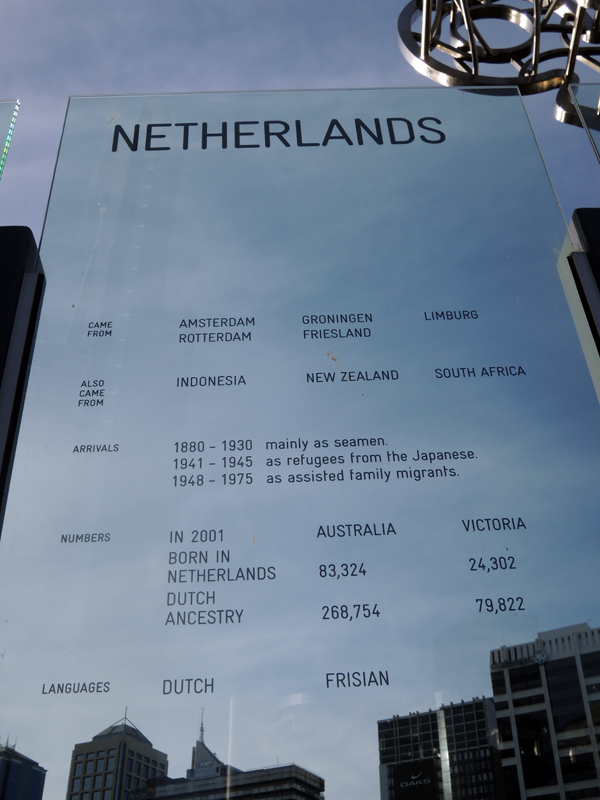 NETHERLANDS
CAME FROM AMSTERDAM ROTTERDAM GRONINGEN FRIESLAND LIMBURG
ALSO CAME FROM INDONESIA NEW ZEALAND SOUTH AFRICA
ARRIVALS 1880 – 1930 mainly as seamen.
1941 – 1945 as refugees from the Japanese.
1948 – 1975 as assisted family migrants.
NUMBERS IN 2001 AUSTRALIA VICTORIA
BORN IN
NETHERLANDS 83,324 24,302
DUTCH
ANCESTRY 268,754 79,822
LANGUAGES DUTCH FRISIAN
OAKS